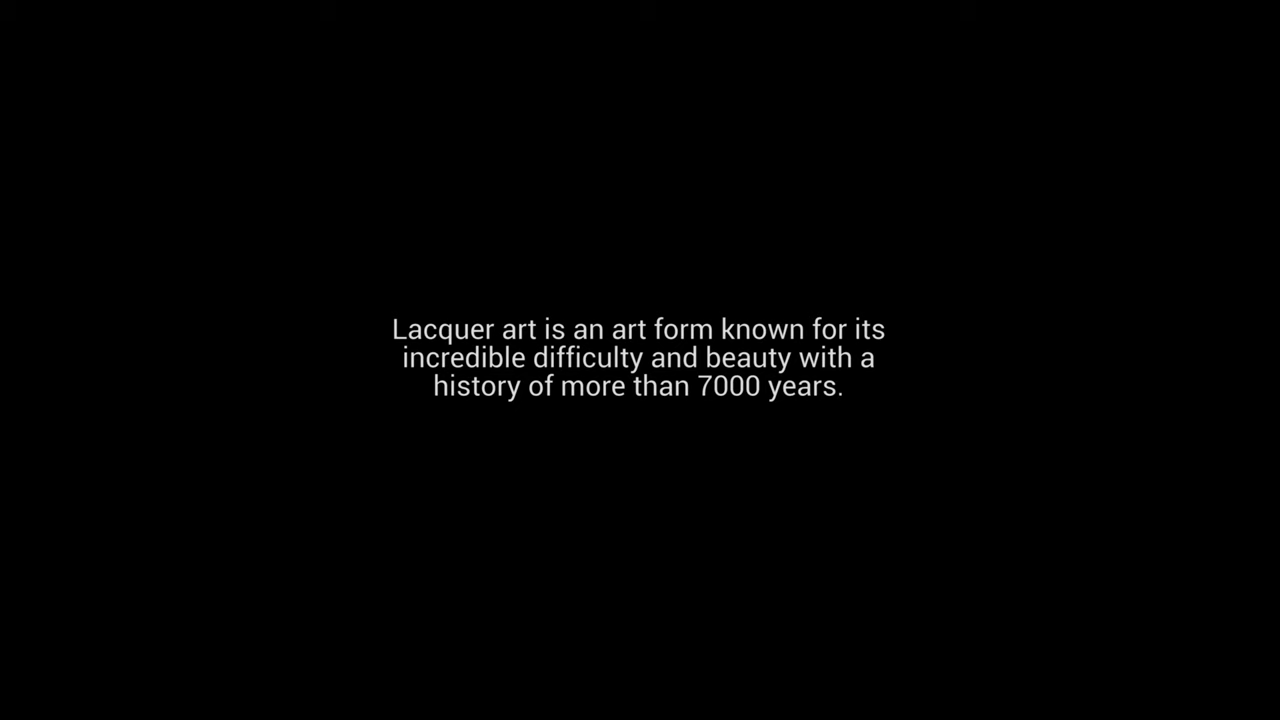 Lacquer art is an art form known for its
incredible difficulty and beauty with a
history of more than 7000 years.